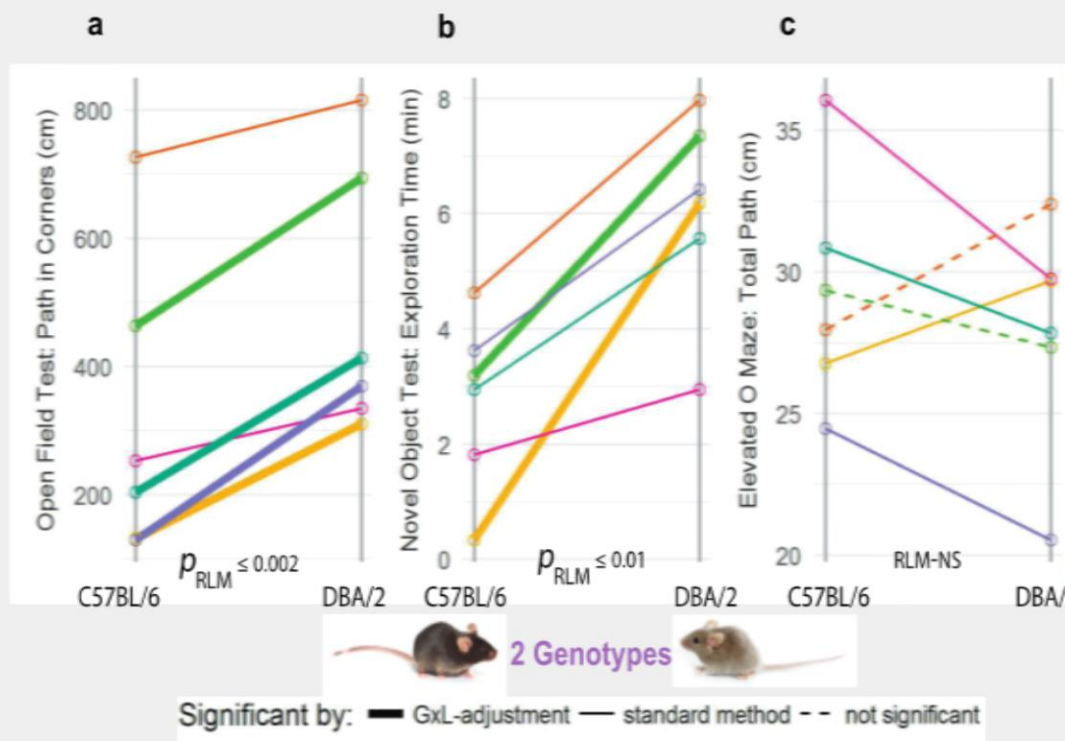 a
b
c
Open Field Test: Path in Corners (cm)
800
600
400
200
p RLM ≤ 0.002
C57BL/6
DBA/2
Novel Object Test: Exploration Time (min)
8
6
4
2
0
p RLM ≤ 0.01
C57BL/6
DBA/2
Elevated O Maze: Total Path (cm)
35
30
25
20
RLM-NS
C57BL/6
DBA/
2 Genotypes
Significant by: GxL-adjustment standard method not significant